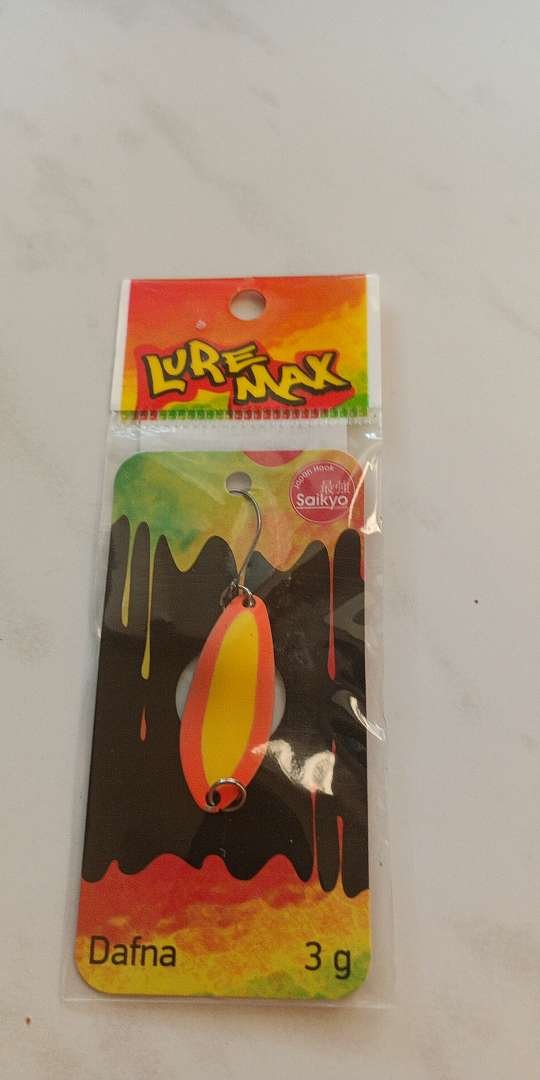 LURE
MAX
Japan Hook
最強
Saikyo
Dafna
3 g